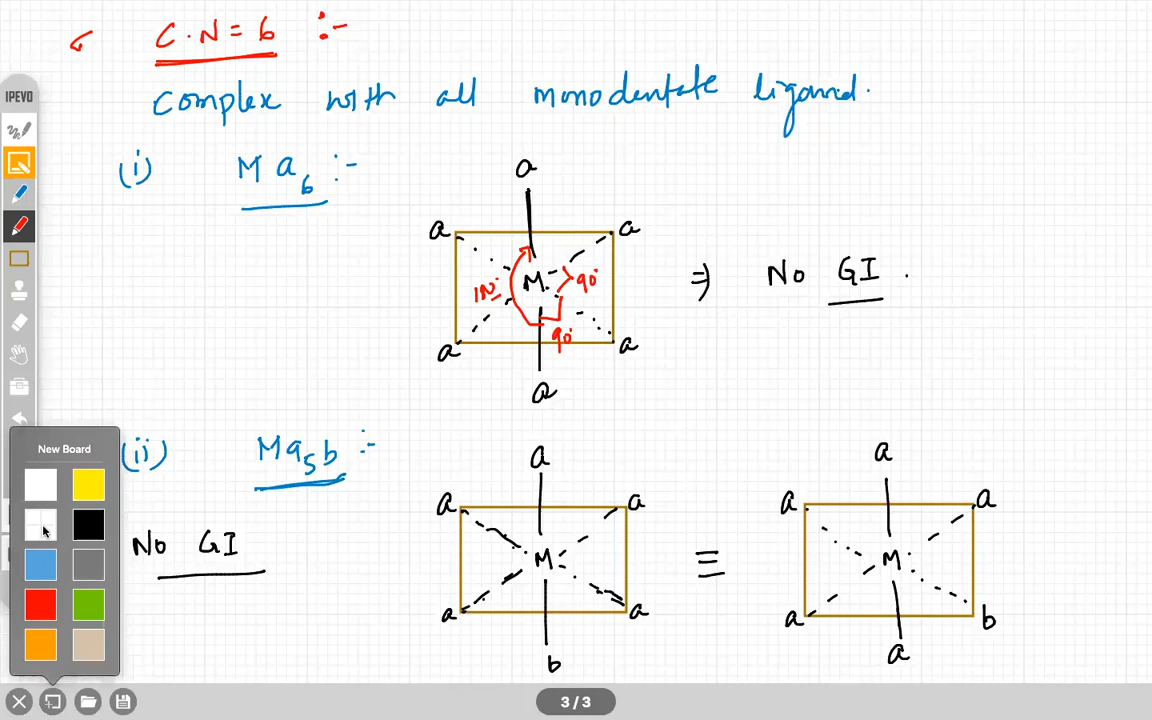 C.N = 6 :-
IPEVO
Complex with all monodentate ligand.
(i) Ma6 :-
a
a a
M 90°
⇒ No GI.
90°
a a
a
New Board
(ii) Ma5b :-
No GI
a
a a
M
a a
b
≡
a
a a
M
a b
a
3 / 3